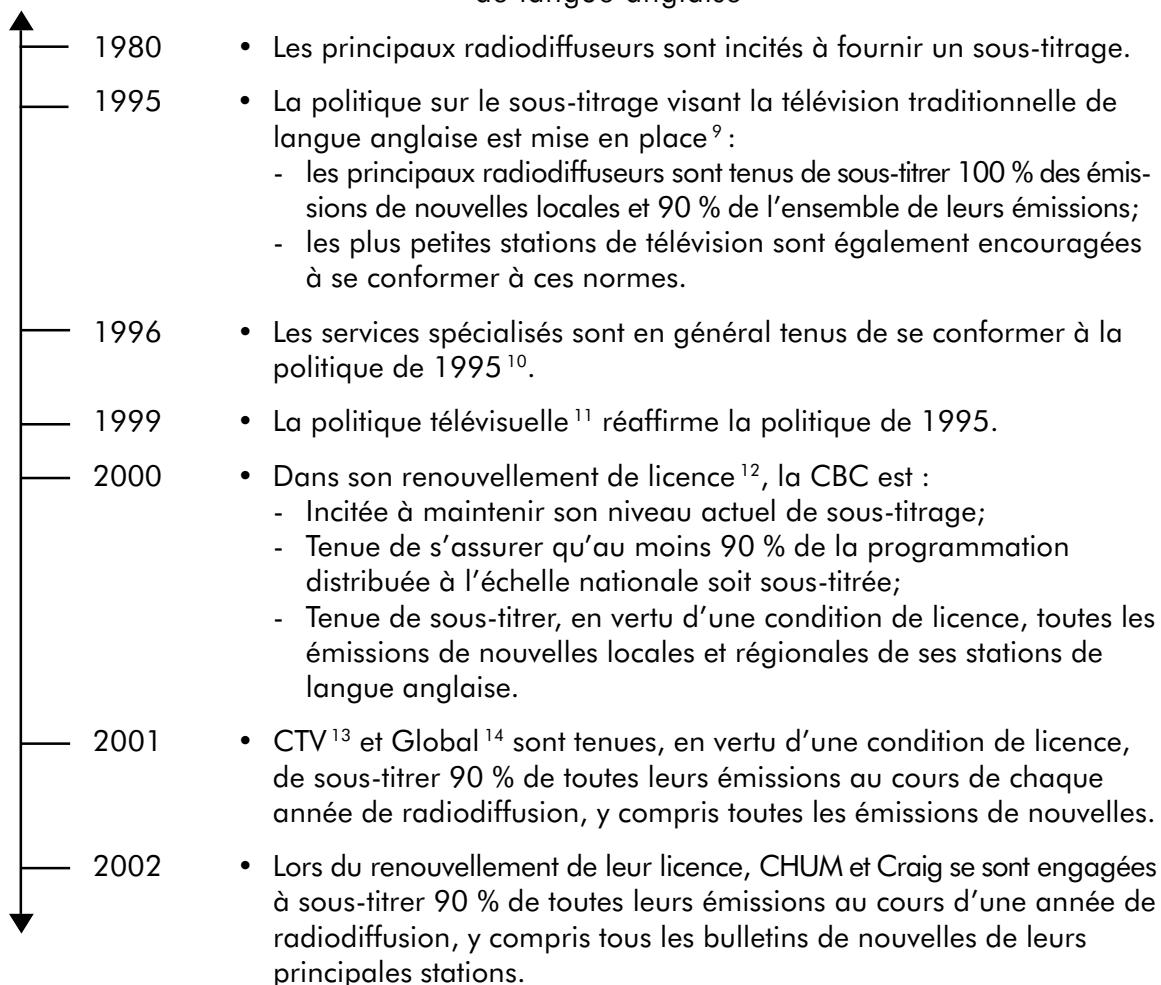 de langue anglaise
1980 • Les principaux radiodiffuseurs sont incités à fournir un sous-titrage.
1995 • La politique sur le sous-titrage visant la télévision traditionnelle de
langue anglaise est mise en place 9 :
- les principaux radiodiffuseurs sont tenus de sous-titrer 100 % des émis-
sions de nouvelles locales et 90 % de l'ensemble de leurs émissions;
- les plus petites stations de télévision sont également encouragées
à se conformer à ces normes.
1996 • Les services spécialisés sont en général tenus de se conformer à la
politique de 1995 10.
1999 • La politique télévisuelle 11 réaffirme la politique de 1995.
2000 • Dans son renouvellement de licence 12, la CBC est :
- Incitée à maintenir son niveau actuel de sous-titrage;
- Tenue de s'assurer qu'au moins 90 % de la programmation
distribuée à l'échelle nationale soit sous-titrée;
- Tenue de sous-titrer, en vertu d'une condition de licence, toutes les
émissions de nouvelles locales et régionales de ses stations de
langue anglaise.
2001 • CTV 13 et Global 14 sont tenues, en vertu d'une condition de licence,
de sous-titrer 90 % de toutes leurs émissions au cours de chaque
année de radiodiffusion, y compris toutes les émissions de nouvelles.
2002 • Lors du renouvellement de leur licence, CHUM et Craig se sont engagées
à sous-titrer 90 % de toutes leurs émissions au cours d'une année de
radiodiffusion, y compris tous les bulletins de nouvelles de leurs
principales stations.